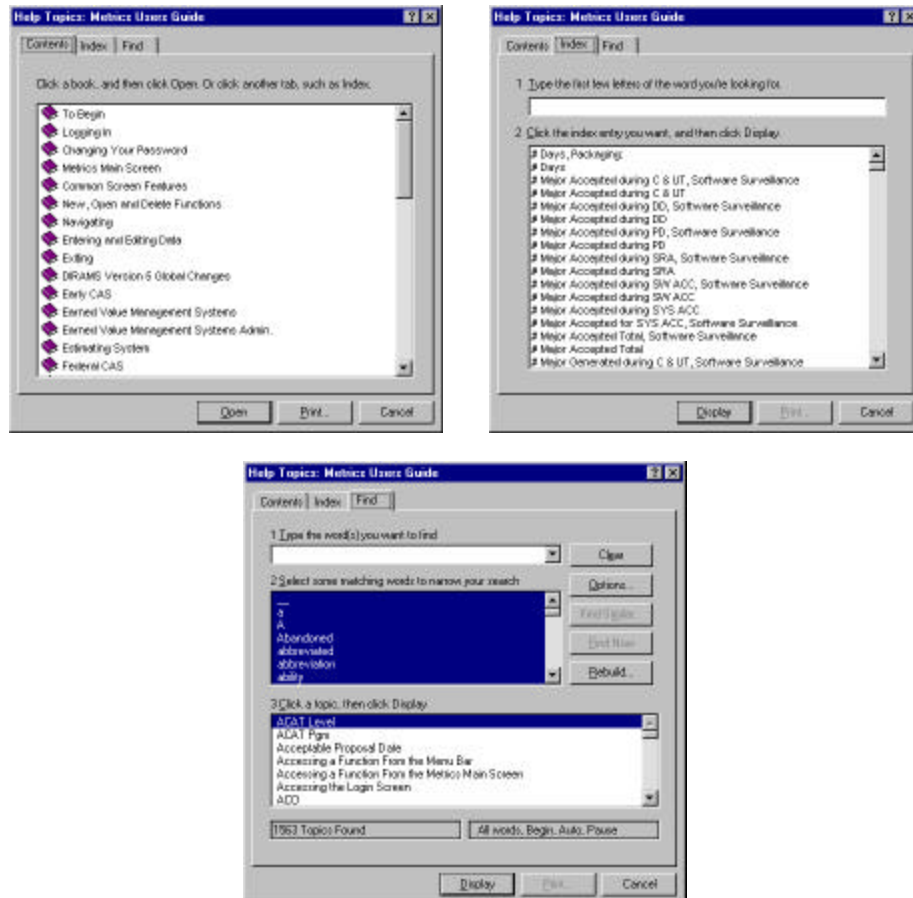 Help Topics: Metrics Users Guide
Contents Index Find
Click a book, and then click Open. Or click another tab, such as Index.
To Begin
Logging In
Changing Your Password
Metrics Main Screen
Common Screen Features
New, Open and Delete Functions
Navigating
Entering and Editing Data
Exiting
DIRAMS Version 6 Global Changes
Early CAS
Earned Value Management Systems
Earned Value Management Systems Admin.
Estimating System
Federal CAS
Open Print... Cancel
Help Topics: Metrics Users Guide
Contents Index Find
1 Type the first few letters of the word you're looking for.
2 Click the index entry you want, and then click Display.
# Days, Packaging:
# Days
# Major Accepted during C & UT, Software Surveillance
# Major Accepted during C & UT
# Major Accepted during DD, Software Surveillance
# Major Accepted during DD
# Major Accepted during PD, Software Surveillance
# Major Accepted during PD
# Major Accepted during SRA, Software Surveillance
# Major Accepted during SRA
# Major Accepted during SW ACC, Software Surveillance
# Major Accepted during SW ACC
# Major Accepted during SYS ACC
# Major Accepted for SYS ACC, Software Surveillance
# Major Accepted Total, Software Surveillance
# Major Accepted Total
# Major Generated during C & UT, Software Surveillance
Display Print... Cancel
Help Topics: Metrics Users Guide
Contents Index Find
1 Type the word(s) you want to find
Clear
2 Select some matching words to narrow your search
Options...
__
a
A
Find Similar...
Abandoned
Find Now
abbreviated
abbreviation
Rebuild...
ability
3 Click a topic, then click Display
ACAT Level
ACAT Pgm
Acceptable Proposal Date
Accessing a Function From the Menu Bar
Accessing a Function From the Metrics Main Screen
Accessing the Login Screen
ACO
1963 Topics Found All words, Begin, Auto, Pause
Display Print... Cancel